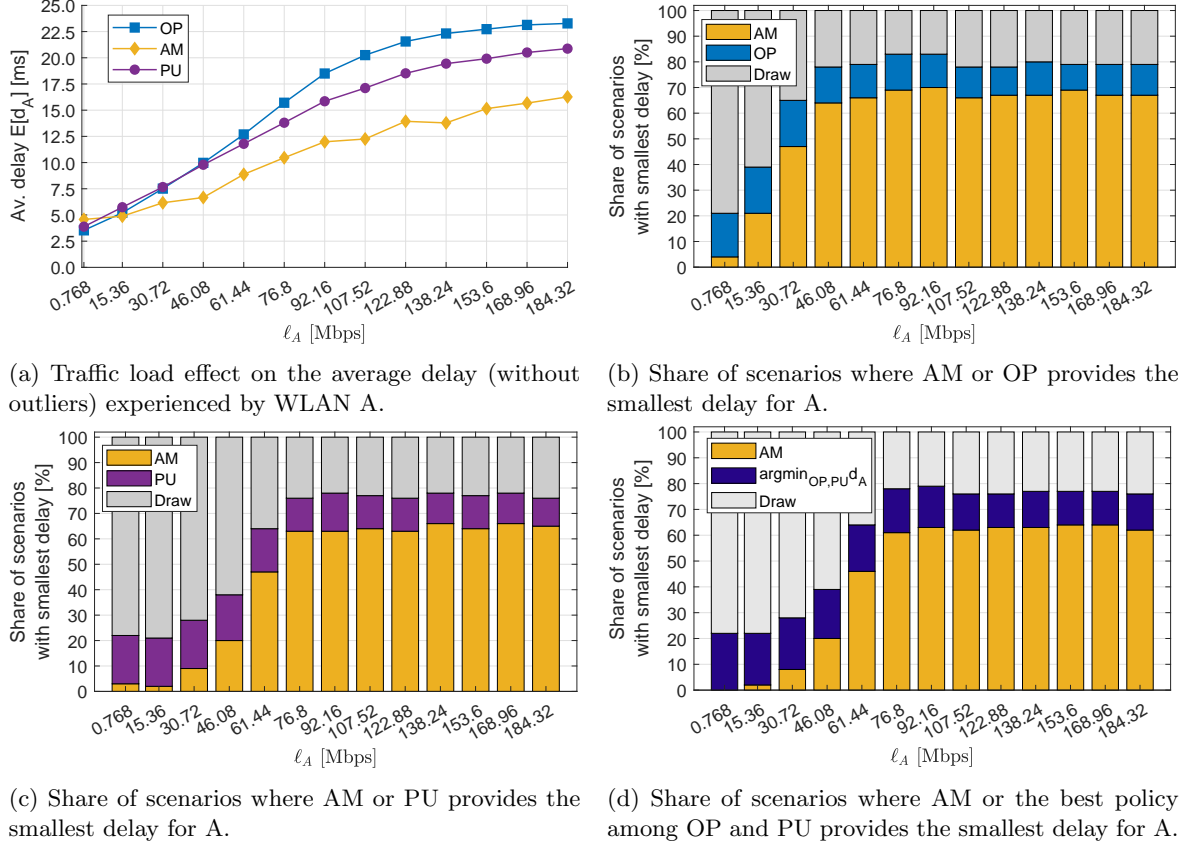 25.0
22.5
20.0
17.5
15.0
12.5
10.0
7.5
5.0
2.5
0.0
Av. delay E[d_A] [ms]
OP
AM
PU
0.768 15.36 30.72 46.08 61.44 76.8 92.16 107.52 122.88 138.24 153.6 168.96 184.32
ℓ_A [Mbps]
(a) Traffic load effect on the average delay (without
outliers) experienced by WLAN A.
100
90
80
70
60
50
40
30
20
10
0
Share of scenarios
with smallest delay [%]
AM
OP
Draw
0.768 15.36 30.72 46.08 61.44 76.8 92.16 107.52 122.88 138.24 153.6 168.96 184.32
ℓ_A [Mbps]
(b) Share of scenarios where AM or OP provides the
smallest delay for A.
100
90
80
70
60
50
40
30
20
10
0
Share of scenarios
with smallest delay [%]
AM
PU
Draw
0.768 15.36 30.72 46.08 61.44 76.8 92.16 107.52 122.88 138.24 153.6 168.96 184.32
ℓ_A [Mbps]
(c) Share of scenarios where AM or PU provides the
smallest delay for A.
100
90
80
70
60
50
40
30
20
10
0
Share of scenarios
with smallest delay [%]
AM
argmin_OP,PU d_A
Draw
0.768 15.36 30.72 46.08 61.44 76.8 92.16 107.52 122.88 138.24 153.6 168.96 184.32
ℓ_A [Mbps]
(d) Share of scenarios where AM or the best policy
among OP and PU provides the smallest delay for A.